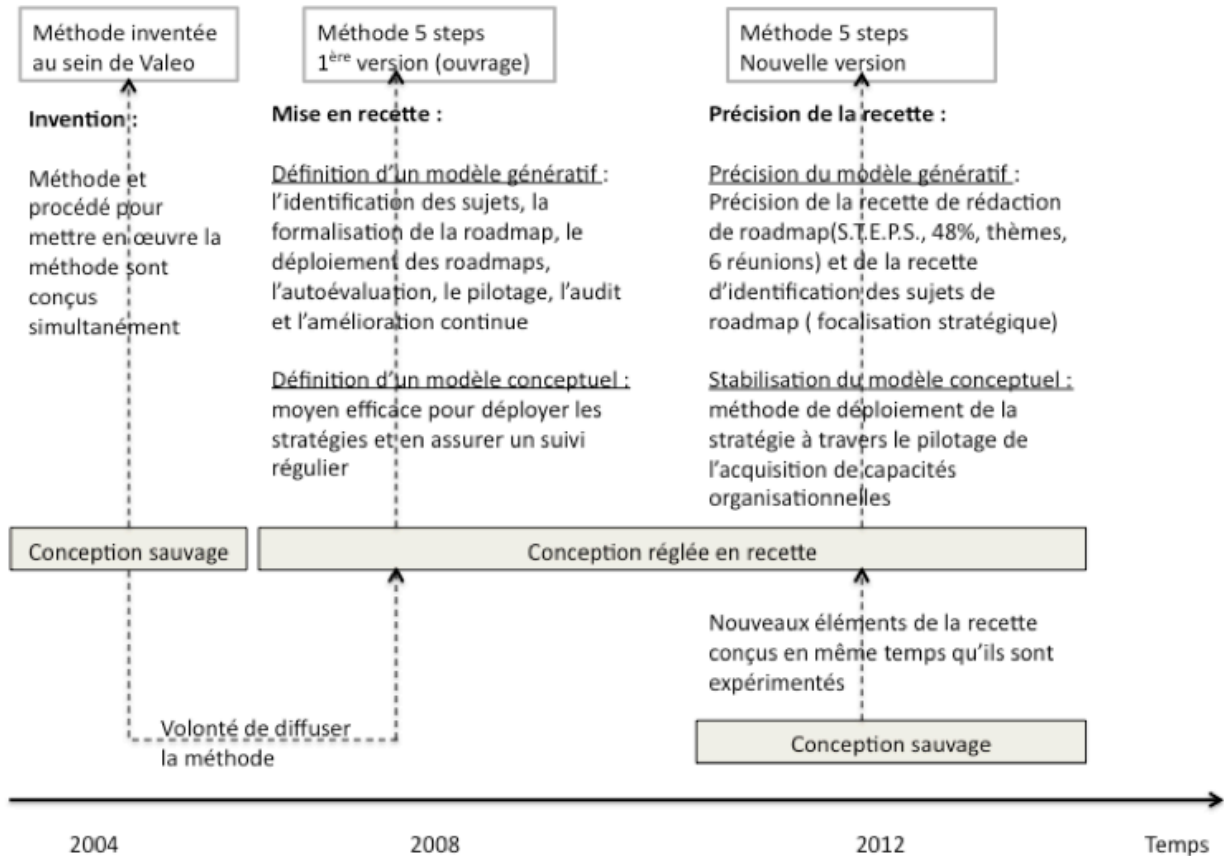 Méthode inventée
au sein de Valeo
Invention :
Méthode et
procédé pour
mettre en œuvre la
méthode sont
conçus
simultanément
Méthode 5 steps
1ère version (ouvrage)
Mise en recette :
Définition d'un modèle génératif :
l'identification des sujets, la
formalisation de la roadmap, le
déploiement des roadmaps,
l'autoévaluation, le pilotage, l'audit
et l'amélioration continue
Définition d'un modèle conceptuel :
moyen efficace pour déployer les
stratégies et en assurer un suivi
régulier
Méthode 5 steps
Nouvelle version
Précision de la recette :
Précision du modèle génératif :
Précision de la recette de rédaction
de roadmap(S.T.E.P.S., 48%, thèmes,
6 réunions) et de la recette
d'identification des sujets de
roadmap ( focalisation stratégique)
Stabilisation du modèle conceptuel :
méthode de déploiement de la
stratégie à travers le pilotage de
l'acquisition de capacités
organisationnelles
Conception sauvage
Conception réglée en recette
Volonté de diffuser
la méthode
Nouveaux éléments de la recette
conçus en même temps qu'ils sont
expérimentés
Conception sauvage
2004
2008
2012
Temps